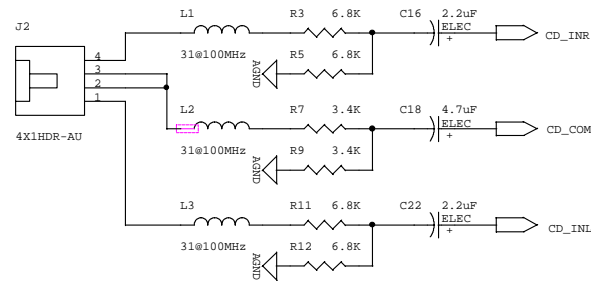 J2
4
3
2
1
4X1HDR-AU
L1
31@100MHz
R3 6.8K
R5 6.8K
AGND
C16 2.2uF
ELEC
+
CD_INR
L2
31@100MHz
R7 3.4K
R9 3.4K
AGND
C18 4.7uF
ELEC
+
CD_COM
L3
31@100MHz
R11 6.8K
R12 6.8K
AGND
C22 2.2uF
ELEC
+
CD_INL